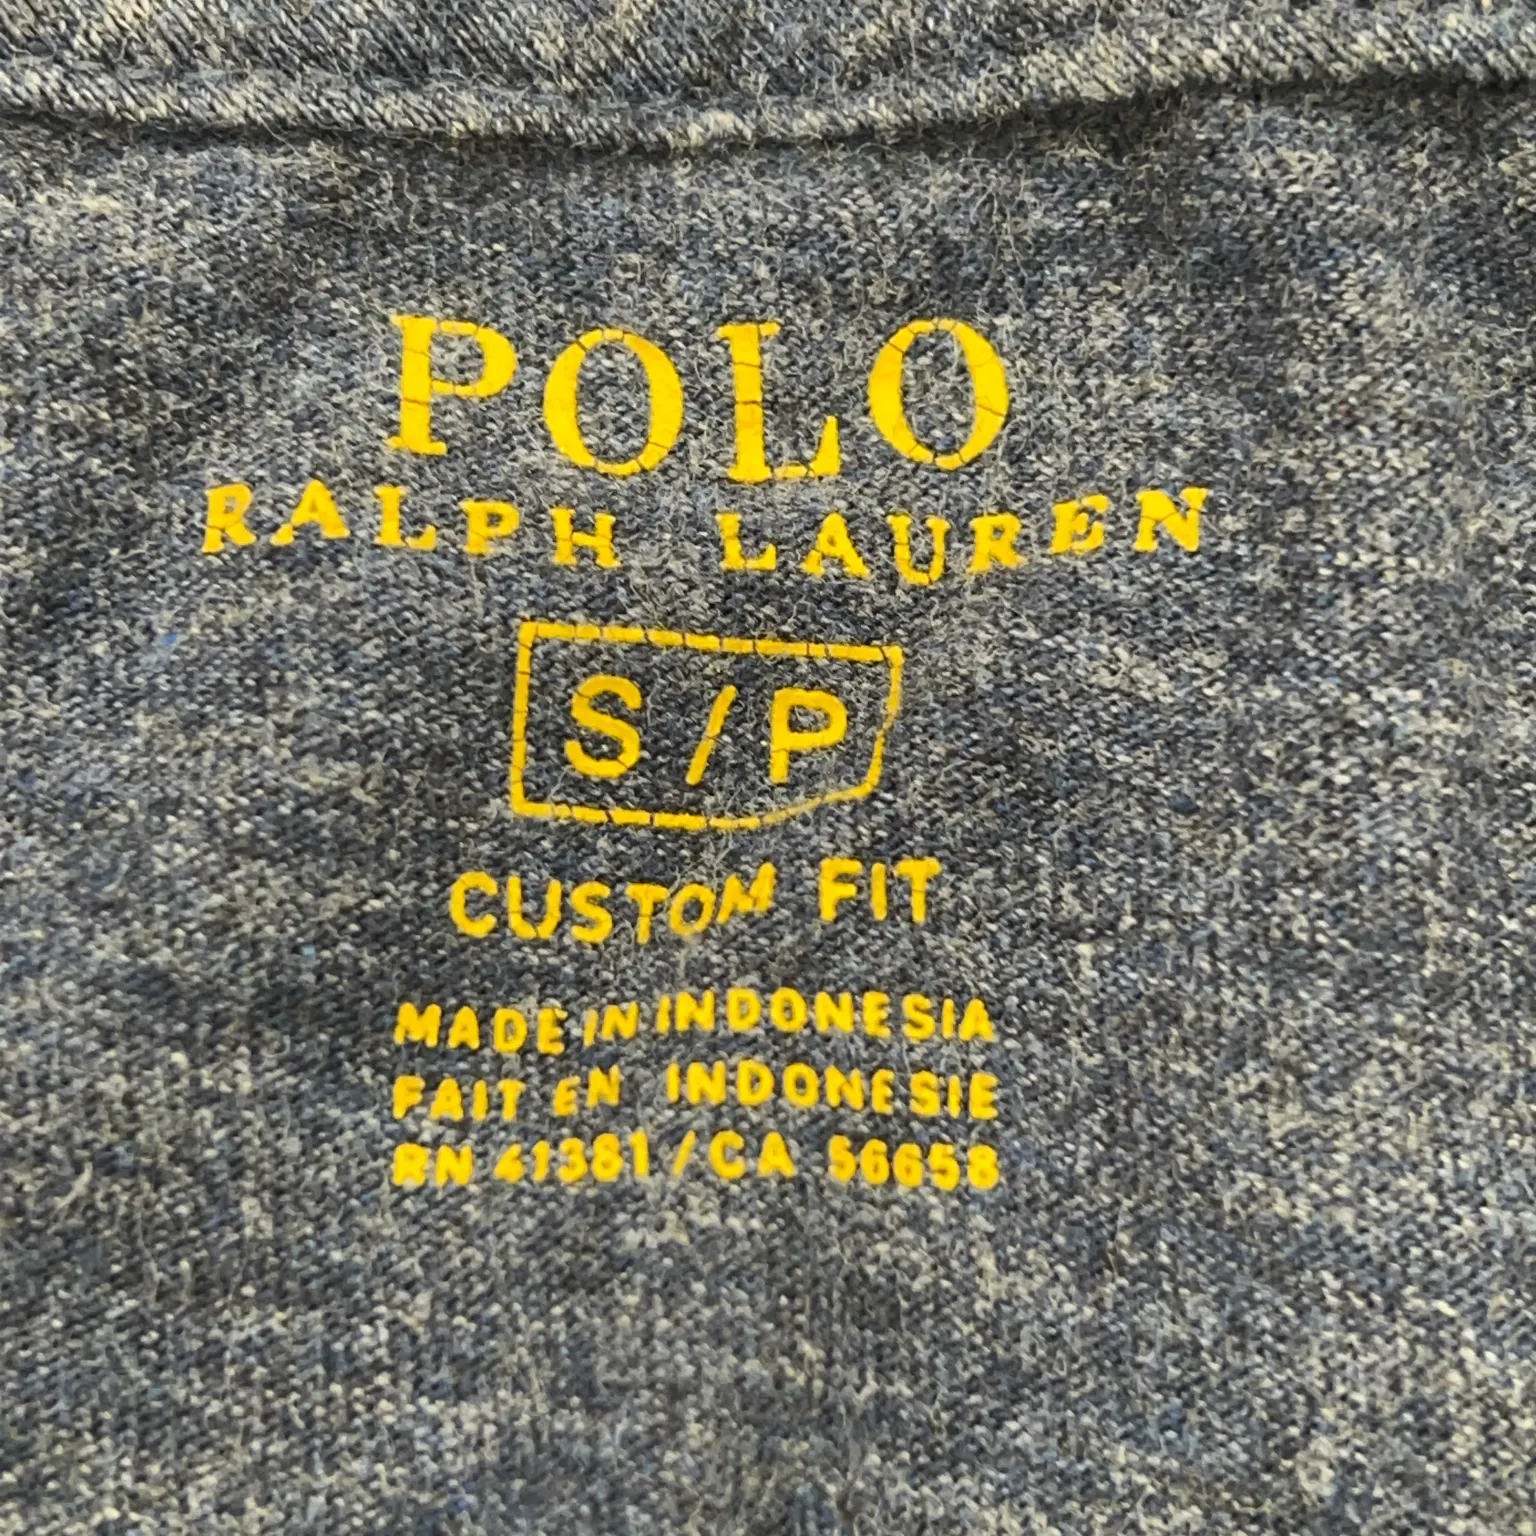 POLO
RALPH LAUREN
S/P
CUSTOM FIT
MADE IN INDONESIA
FAIT EN INDONESIE
RN 41381/CA 56658